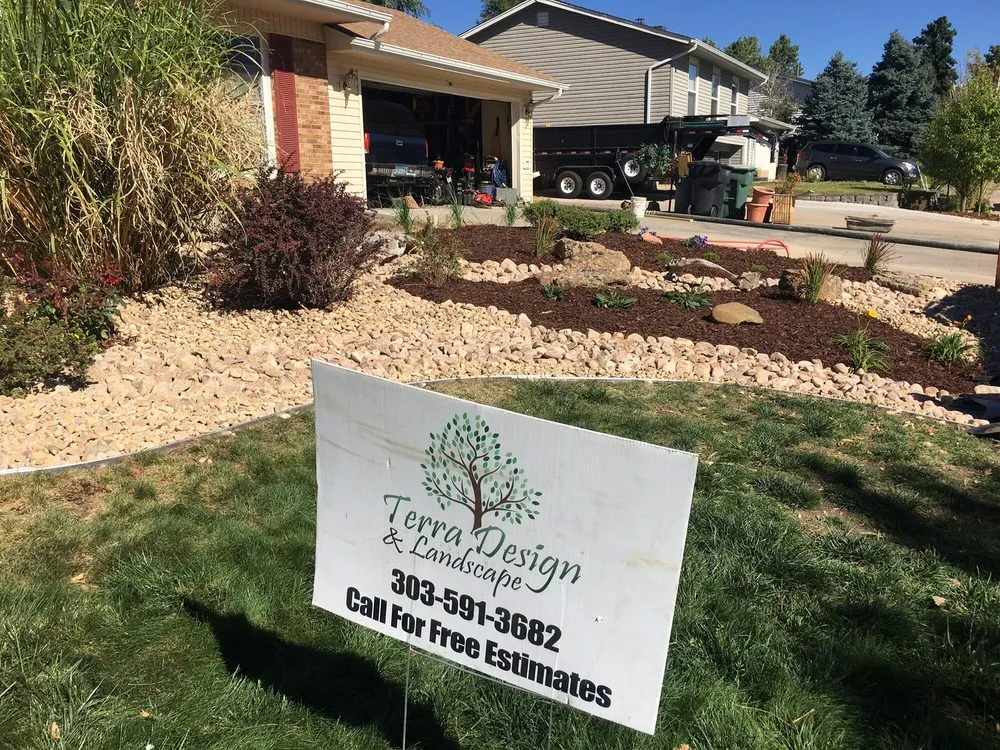 Terra Design
& Landscape
303-591-3682
Call For Free Estimates